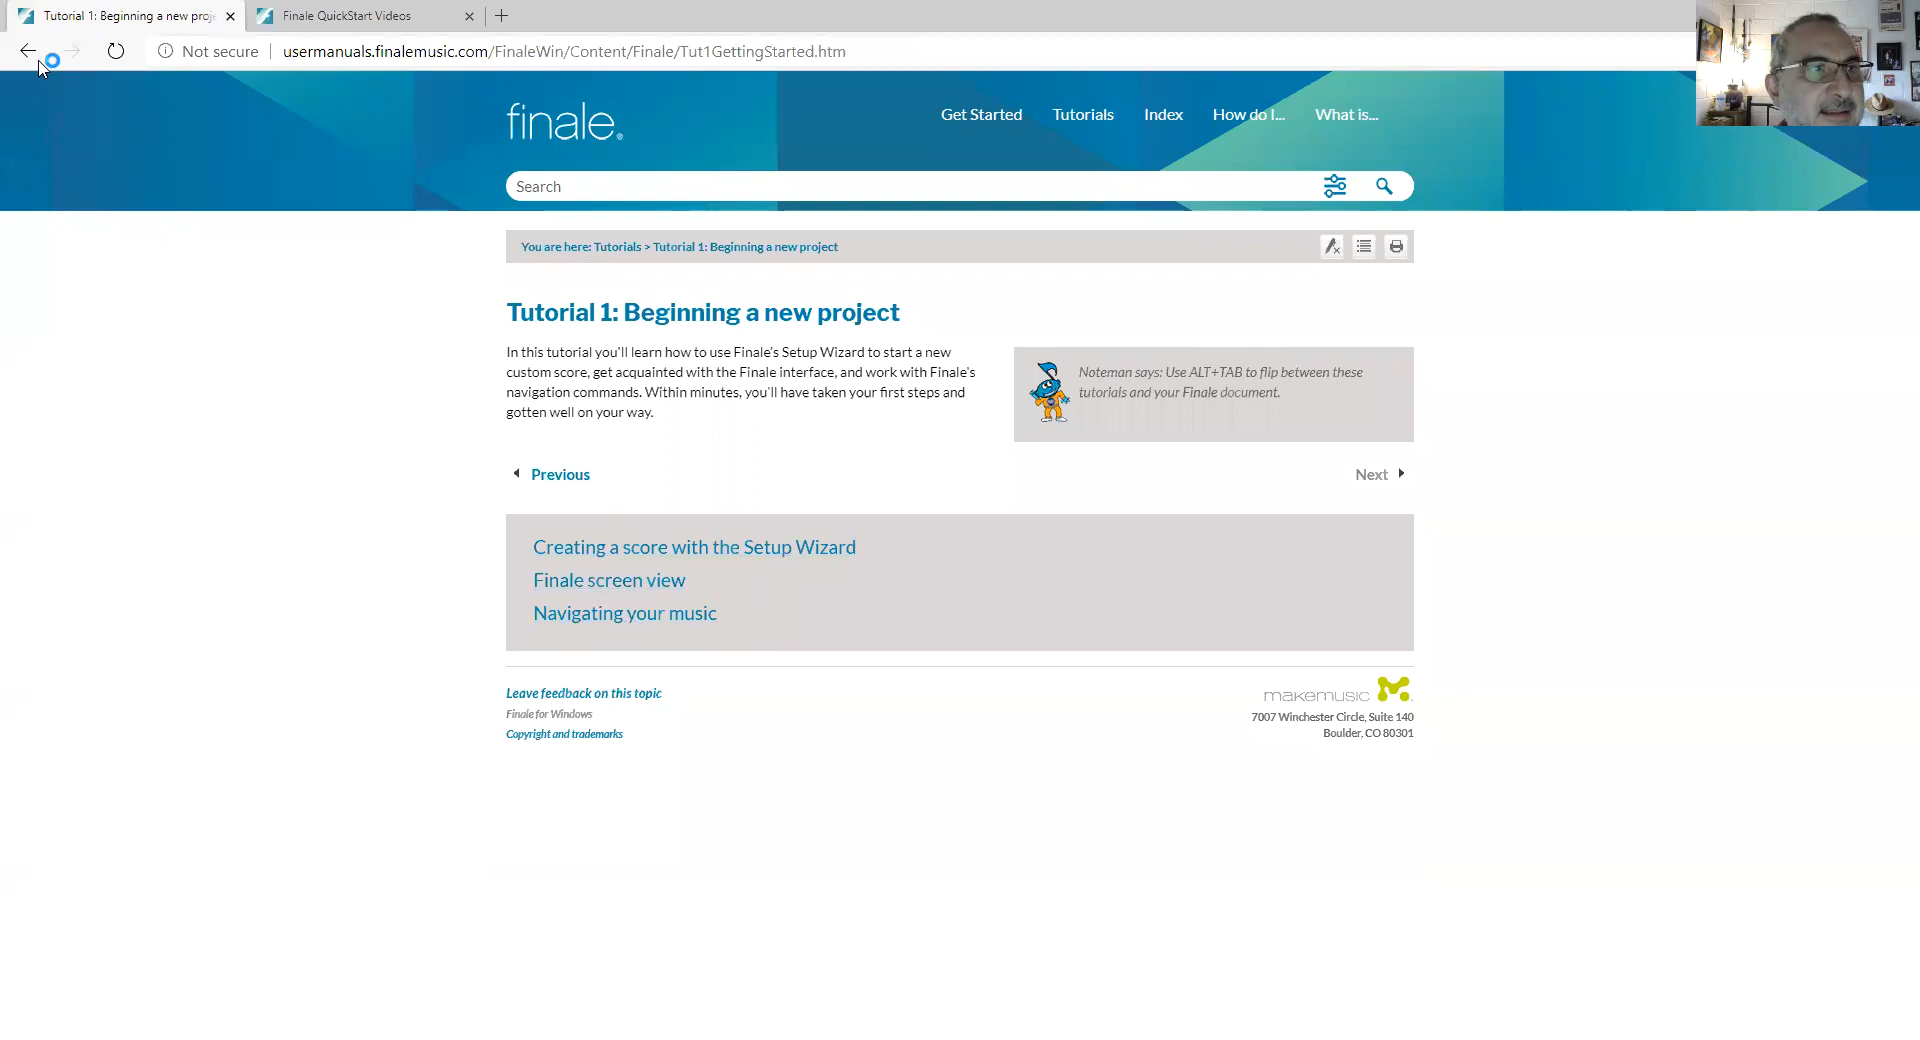 Tutorial 1: Beginning a new proj
Finale QuickStart Videos
Not secure
usermanuals.finalemusic.com/FinaleWin/Content/Finale/Tut1GettingStarted.htm
finale®
Get Started
Tutorials
Index
How do I...
What is...
Search
You are here: Tutorials > Tutorial 1: Beginning a new project
Tutorial 1: Beginning a new project
In this tutorial you'll learn how to use Finale's Setup Wizard to start a new
custom score, get acquainted with the Finale interface, and work with Finale's
navigation commands. Within minutes, you'll have taken your first steps and
gotten well on your way.
Noteman says: Use ALT+TAB to flip between these
tutorials and your Finale document.
Previous
Next
Creating a score with the Setup Wizard
Finale screen view
Navigating your music
Leave feedback on this topic
Finale for Windows
Copyright and trademarks
makemusic
7007 Winchester Circle, Suite 140
Boulder, CO 80301